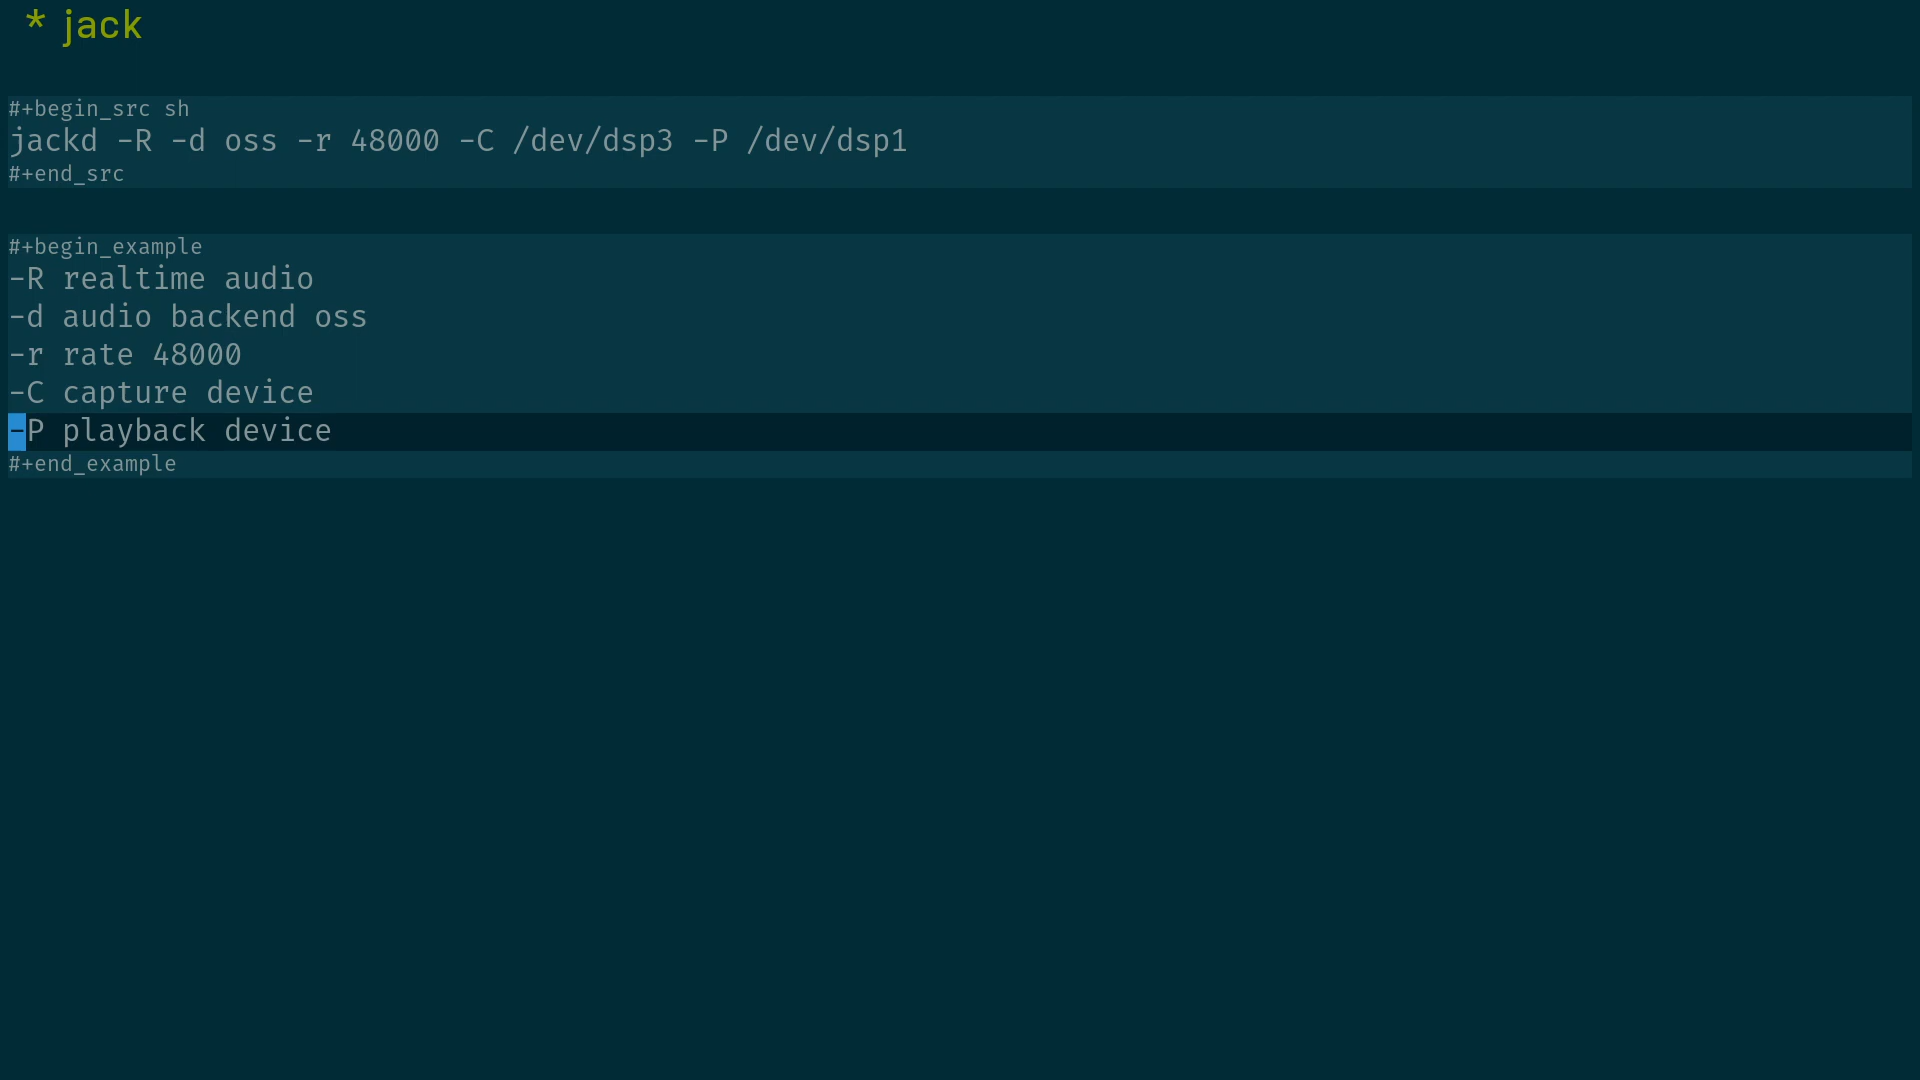 * jack
#+begin_src sh
jackd -R -d oss -r 48000 -C /dev/dsp3 -P /dev/dsp1
#+end_src
#+begin_example
-R realtime audio
-d audio backend oss
-r rate 48000
-C capture device
-P playback device
#+end_example